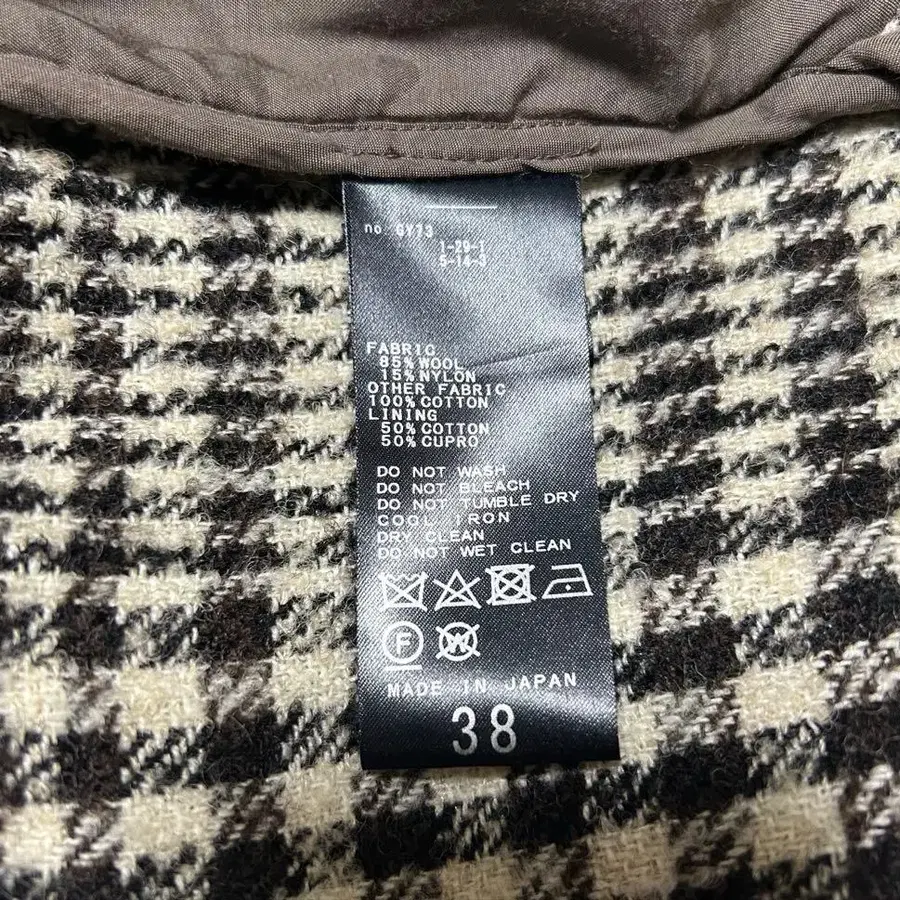 no GY13
1-29-1
5-14-3
FABRIC
85%WOOL
15%NYLON
OTHER FABRIC
100%COTTON
LINING
50%COTTON
50%CUPRO
DO NOT WASH
DO NOT BLEACH
DO NOT TUMBLE DRY
COOL IRON
DRY CLEAN
DO NOT WET CLEAN
F W
MADE IN JAPAN
38